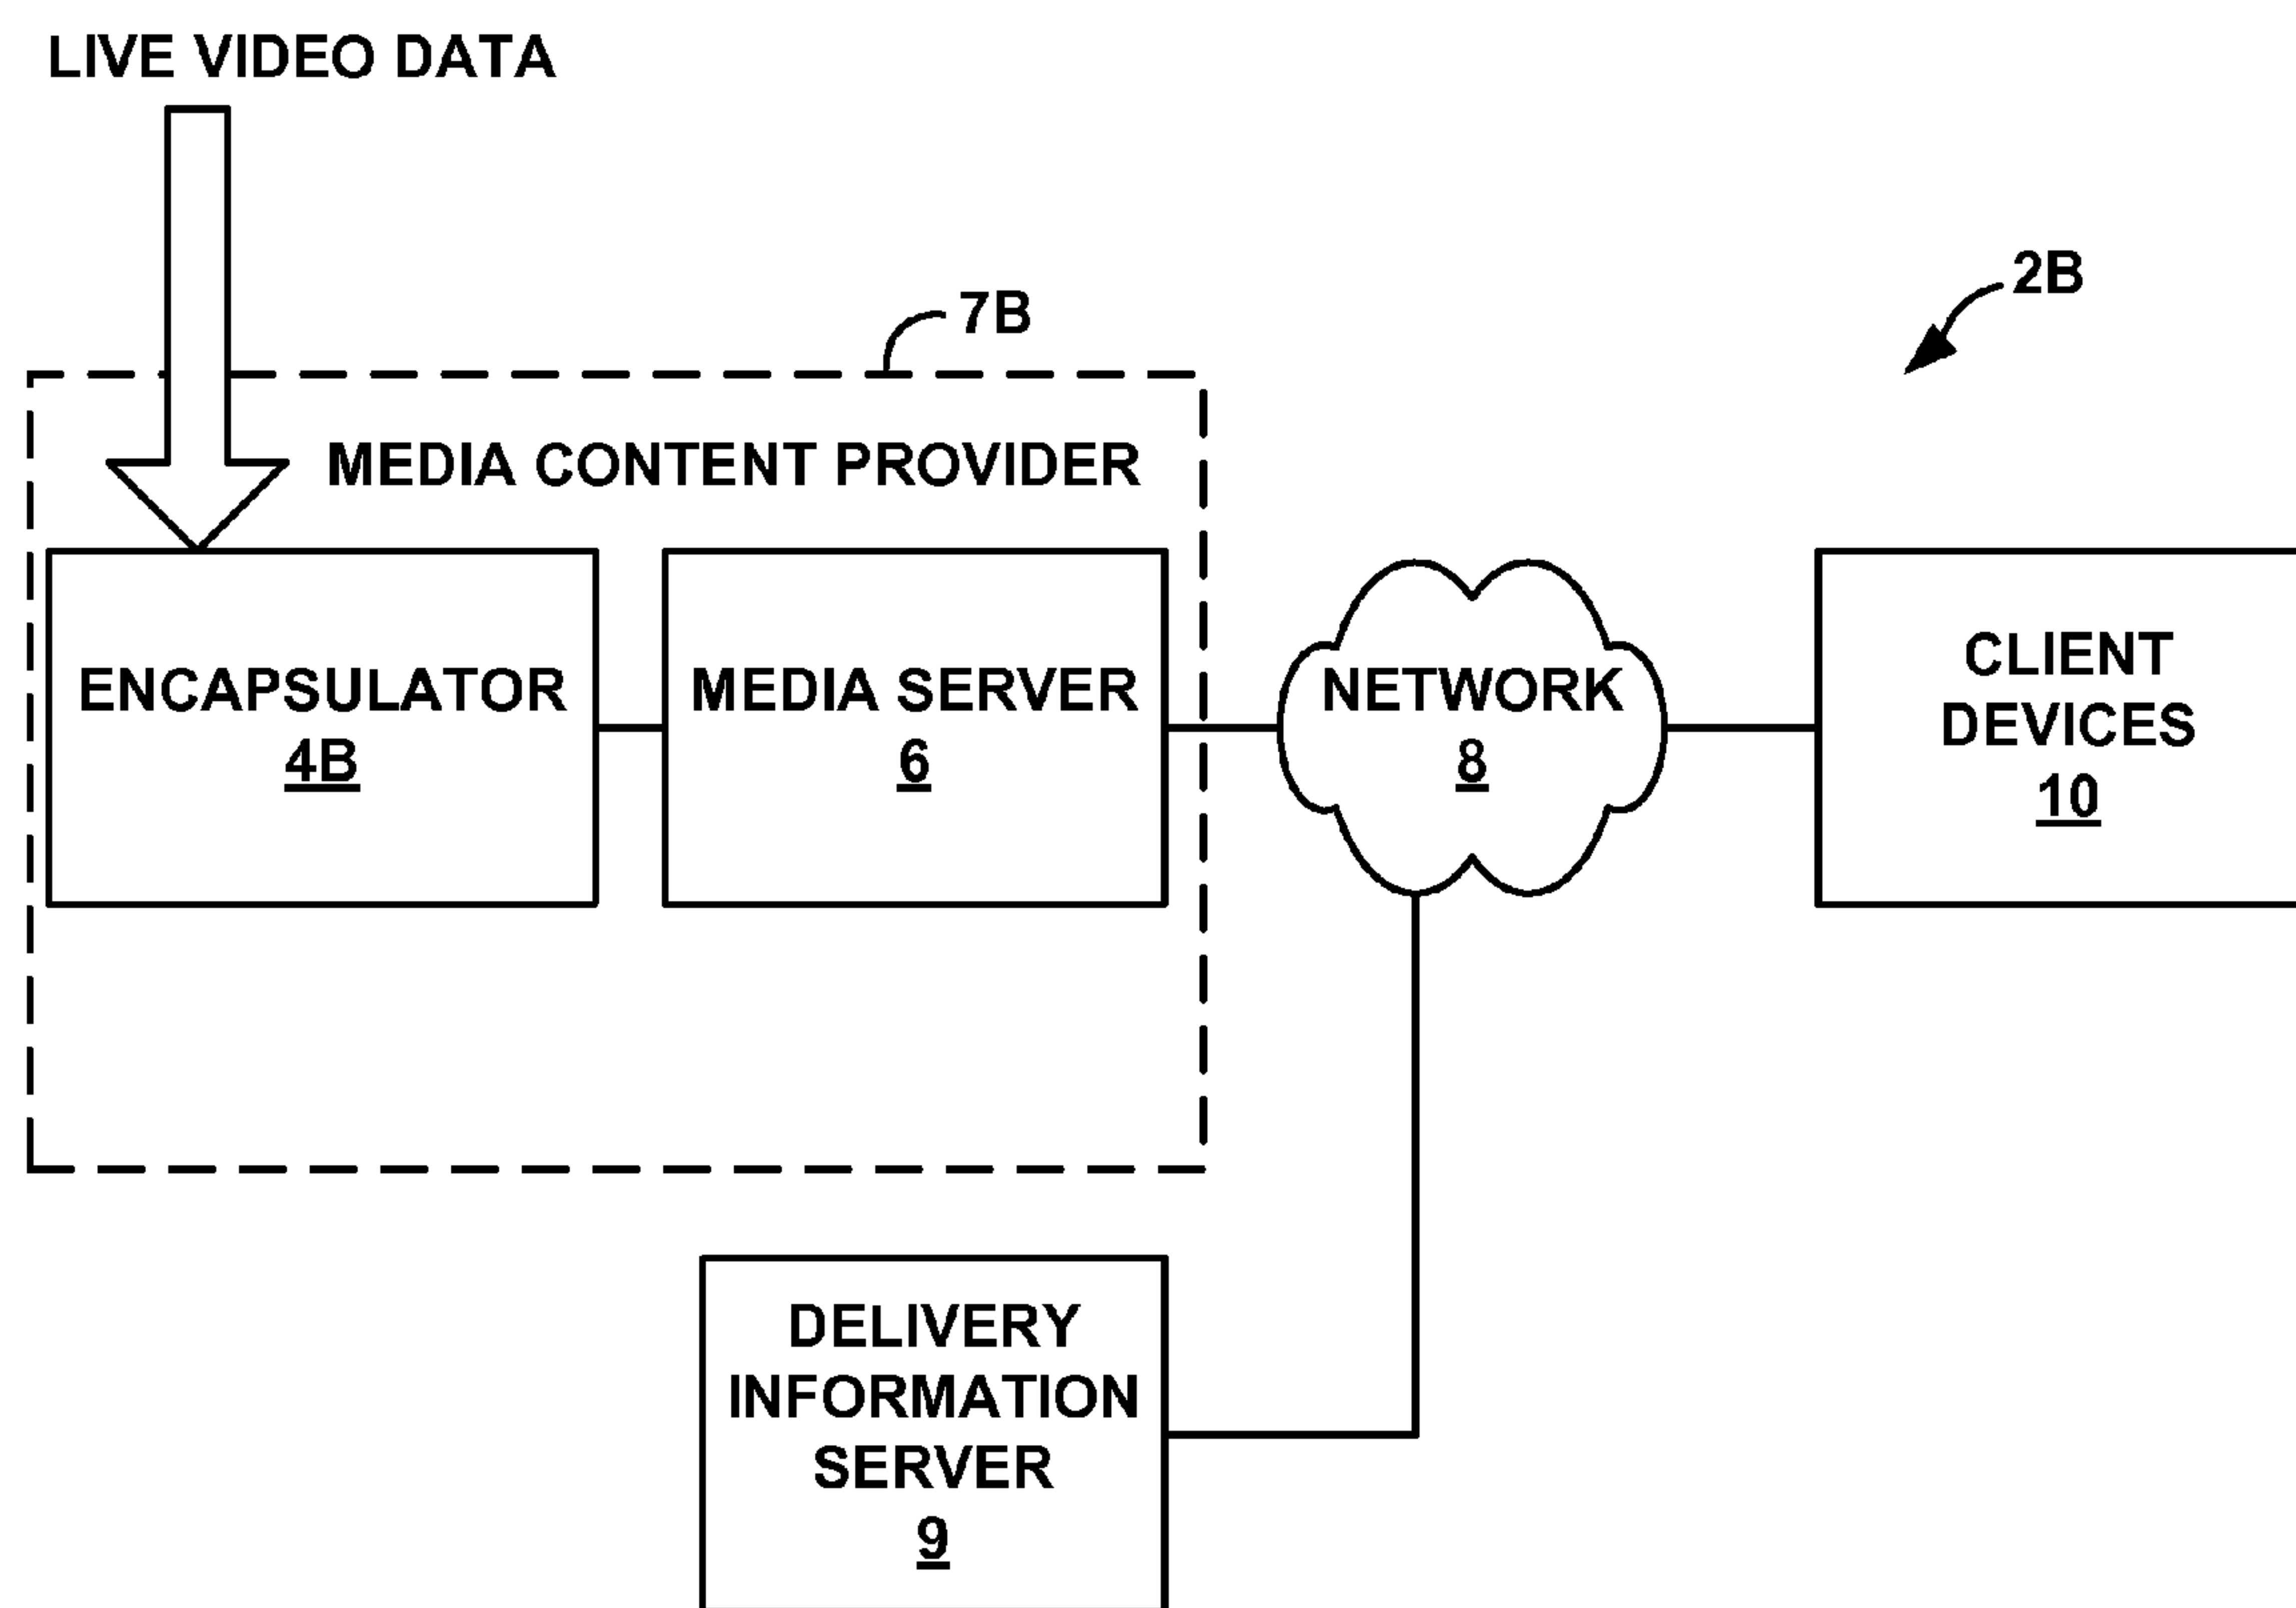 LIVE VIDEO DATA
7B
2B
MEDIA CONTENT PROVIDER
ENCAPSULATOR
4B
MEDIA SERVER
6
NETWORK
8
CLIENT
DEVICES
10
DELIVERY
INFORMATION
SERVER
9